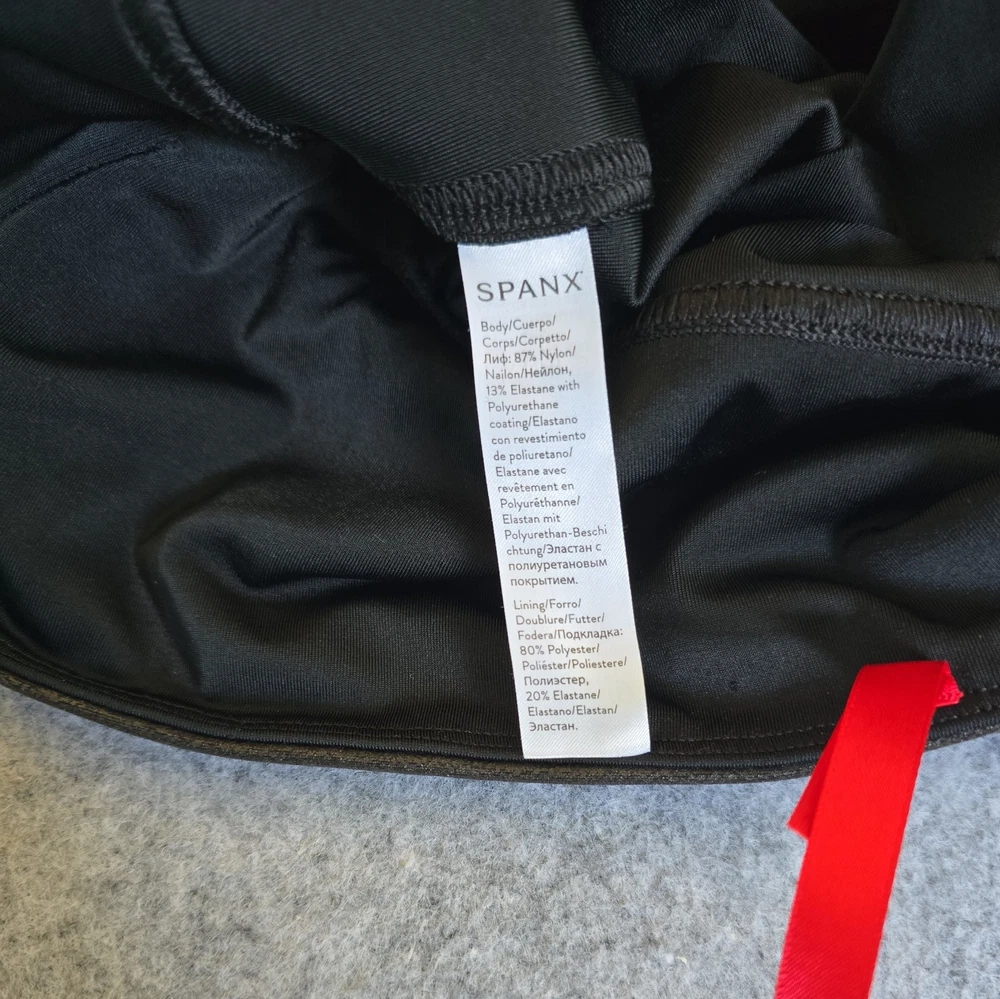 SPANX
Body/Cuerpo/
Corps/Corpetto/
Лиф: 87% Nylon/
Nailon/Нейлон,
13% Elastane with
Polyurethane
coating/Elastano
con revestimiento
de poliuretano/
Elastane avec
revêtement en
Polyuréthanne/
Elastan mit
Polyurethan-Beschi
chtung/Эластан с
полиуретановым
покрытием.
Lining/Forro/
Doublure/Futter/
Fodera/Подкладка:
80% Polyester/
Poliéster/Poliestere/
Полиэстер,
20% Elastane/
Elastano/Elastan/
Эластан.